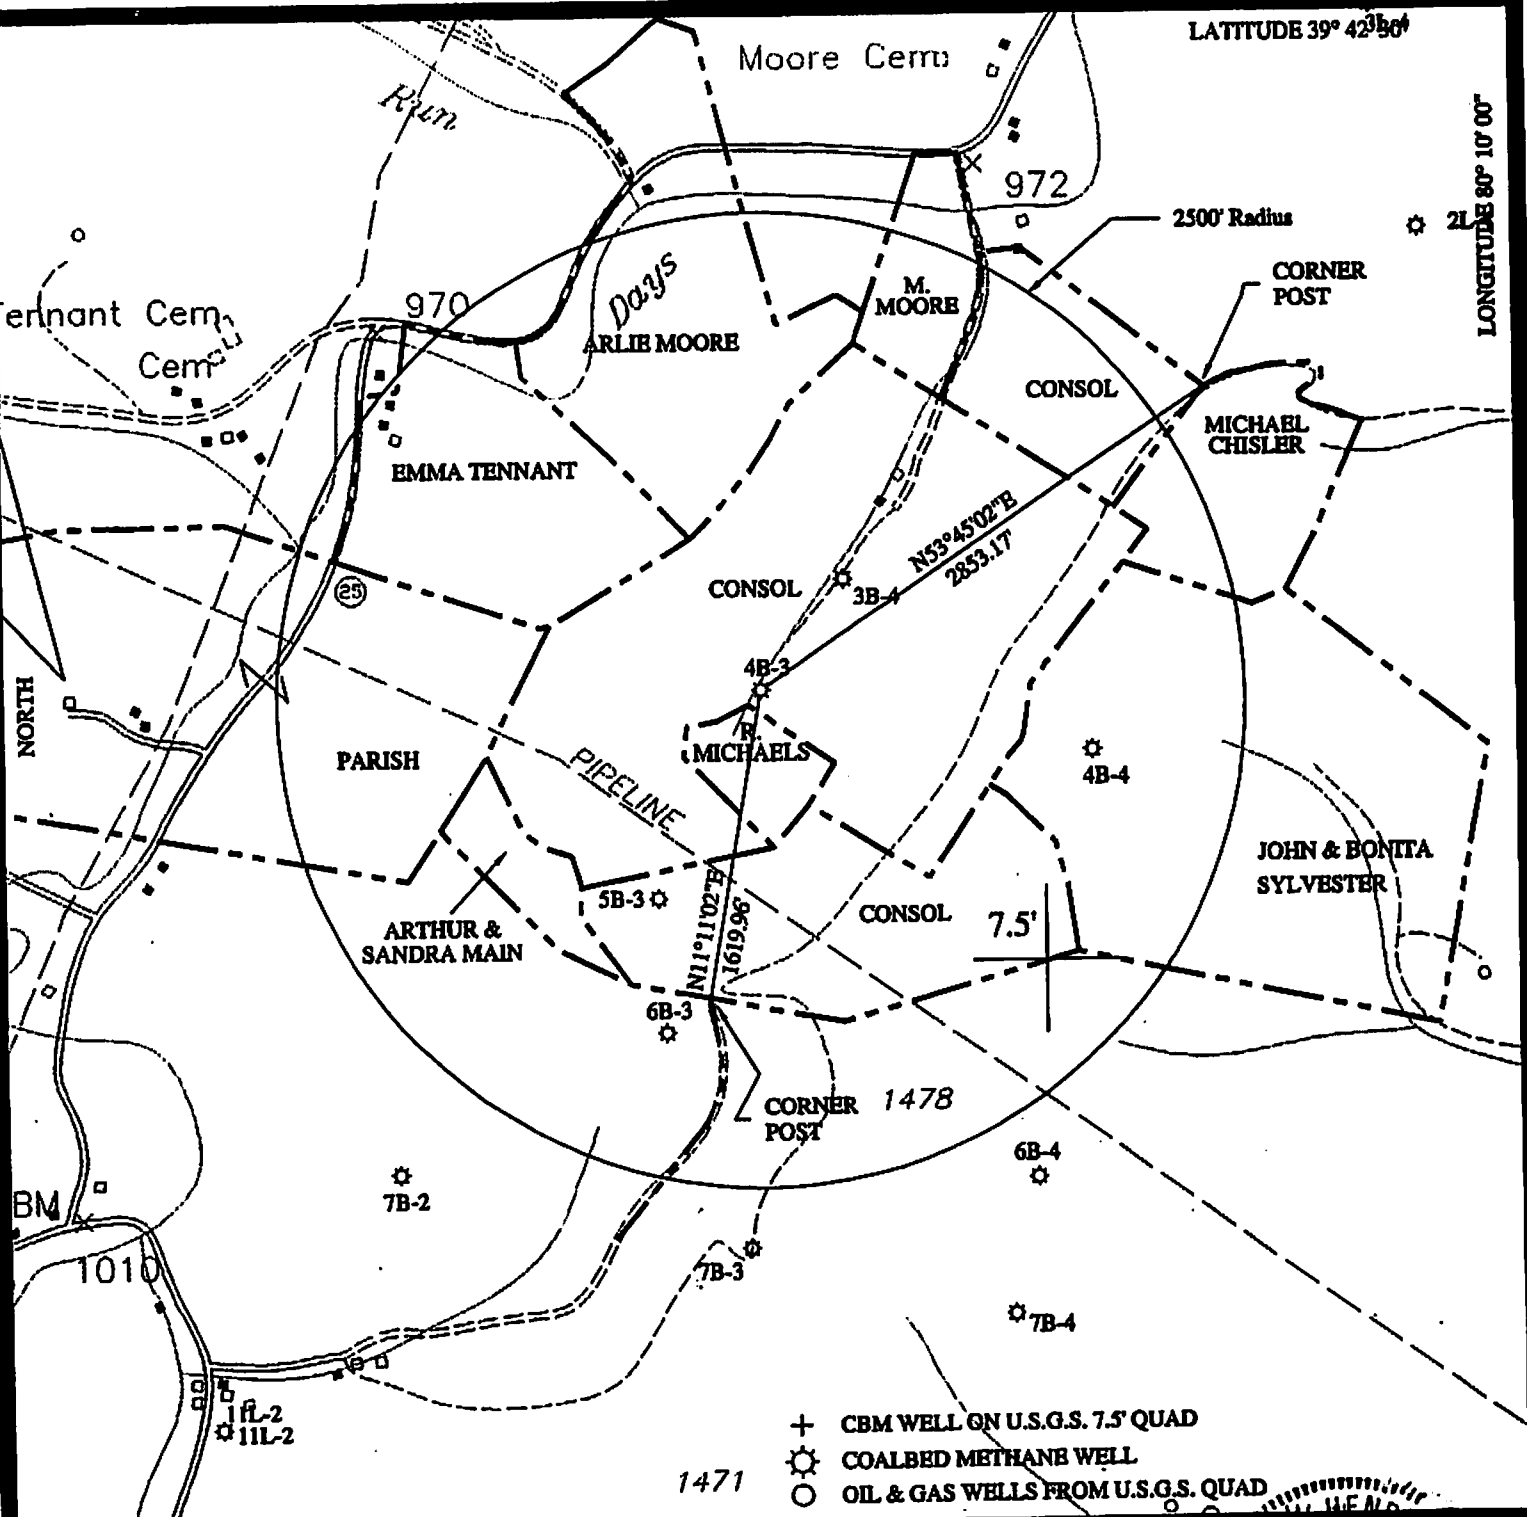 LATITUDE 39° 42' 30"
Moore Cem
Run
LONGITUDE 80° 10' 00"
972
2500' Radius
CORNER
POST
Days
M.
MOORE
970
Tennant Cem
Cem
ARLIE MOORE
CONSOL
MICHAEL
CHISLER
EMMA TENNANT
N53°45'02"E
2853.17'
CONSOL
3B-4
25
4B-3
NORTH
R.
MICHAELS
PARISH
PIPELINE
4B-4
JOHN & BONITA
SYLVESTER
5B-3
CONSOL
7.5'
ARTHUR &
SANDRA MAIN
N11°11'02"E
1619.96'
6B-3
CORNER
POST
1478
6B-4
7B-2
BM
1010
7B-3
7B-4
11L-2
11L-2
CBM WELL ON U.S.G.S. 7.5' QUAD
COALBED METHANE WELL
1471
OIL & GAS WELLS FROM U.S.G.S. QUAD